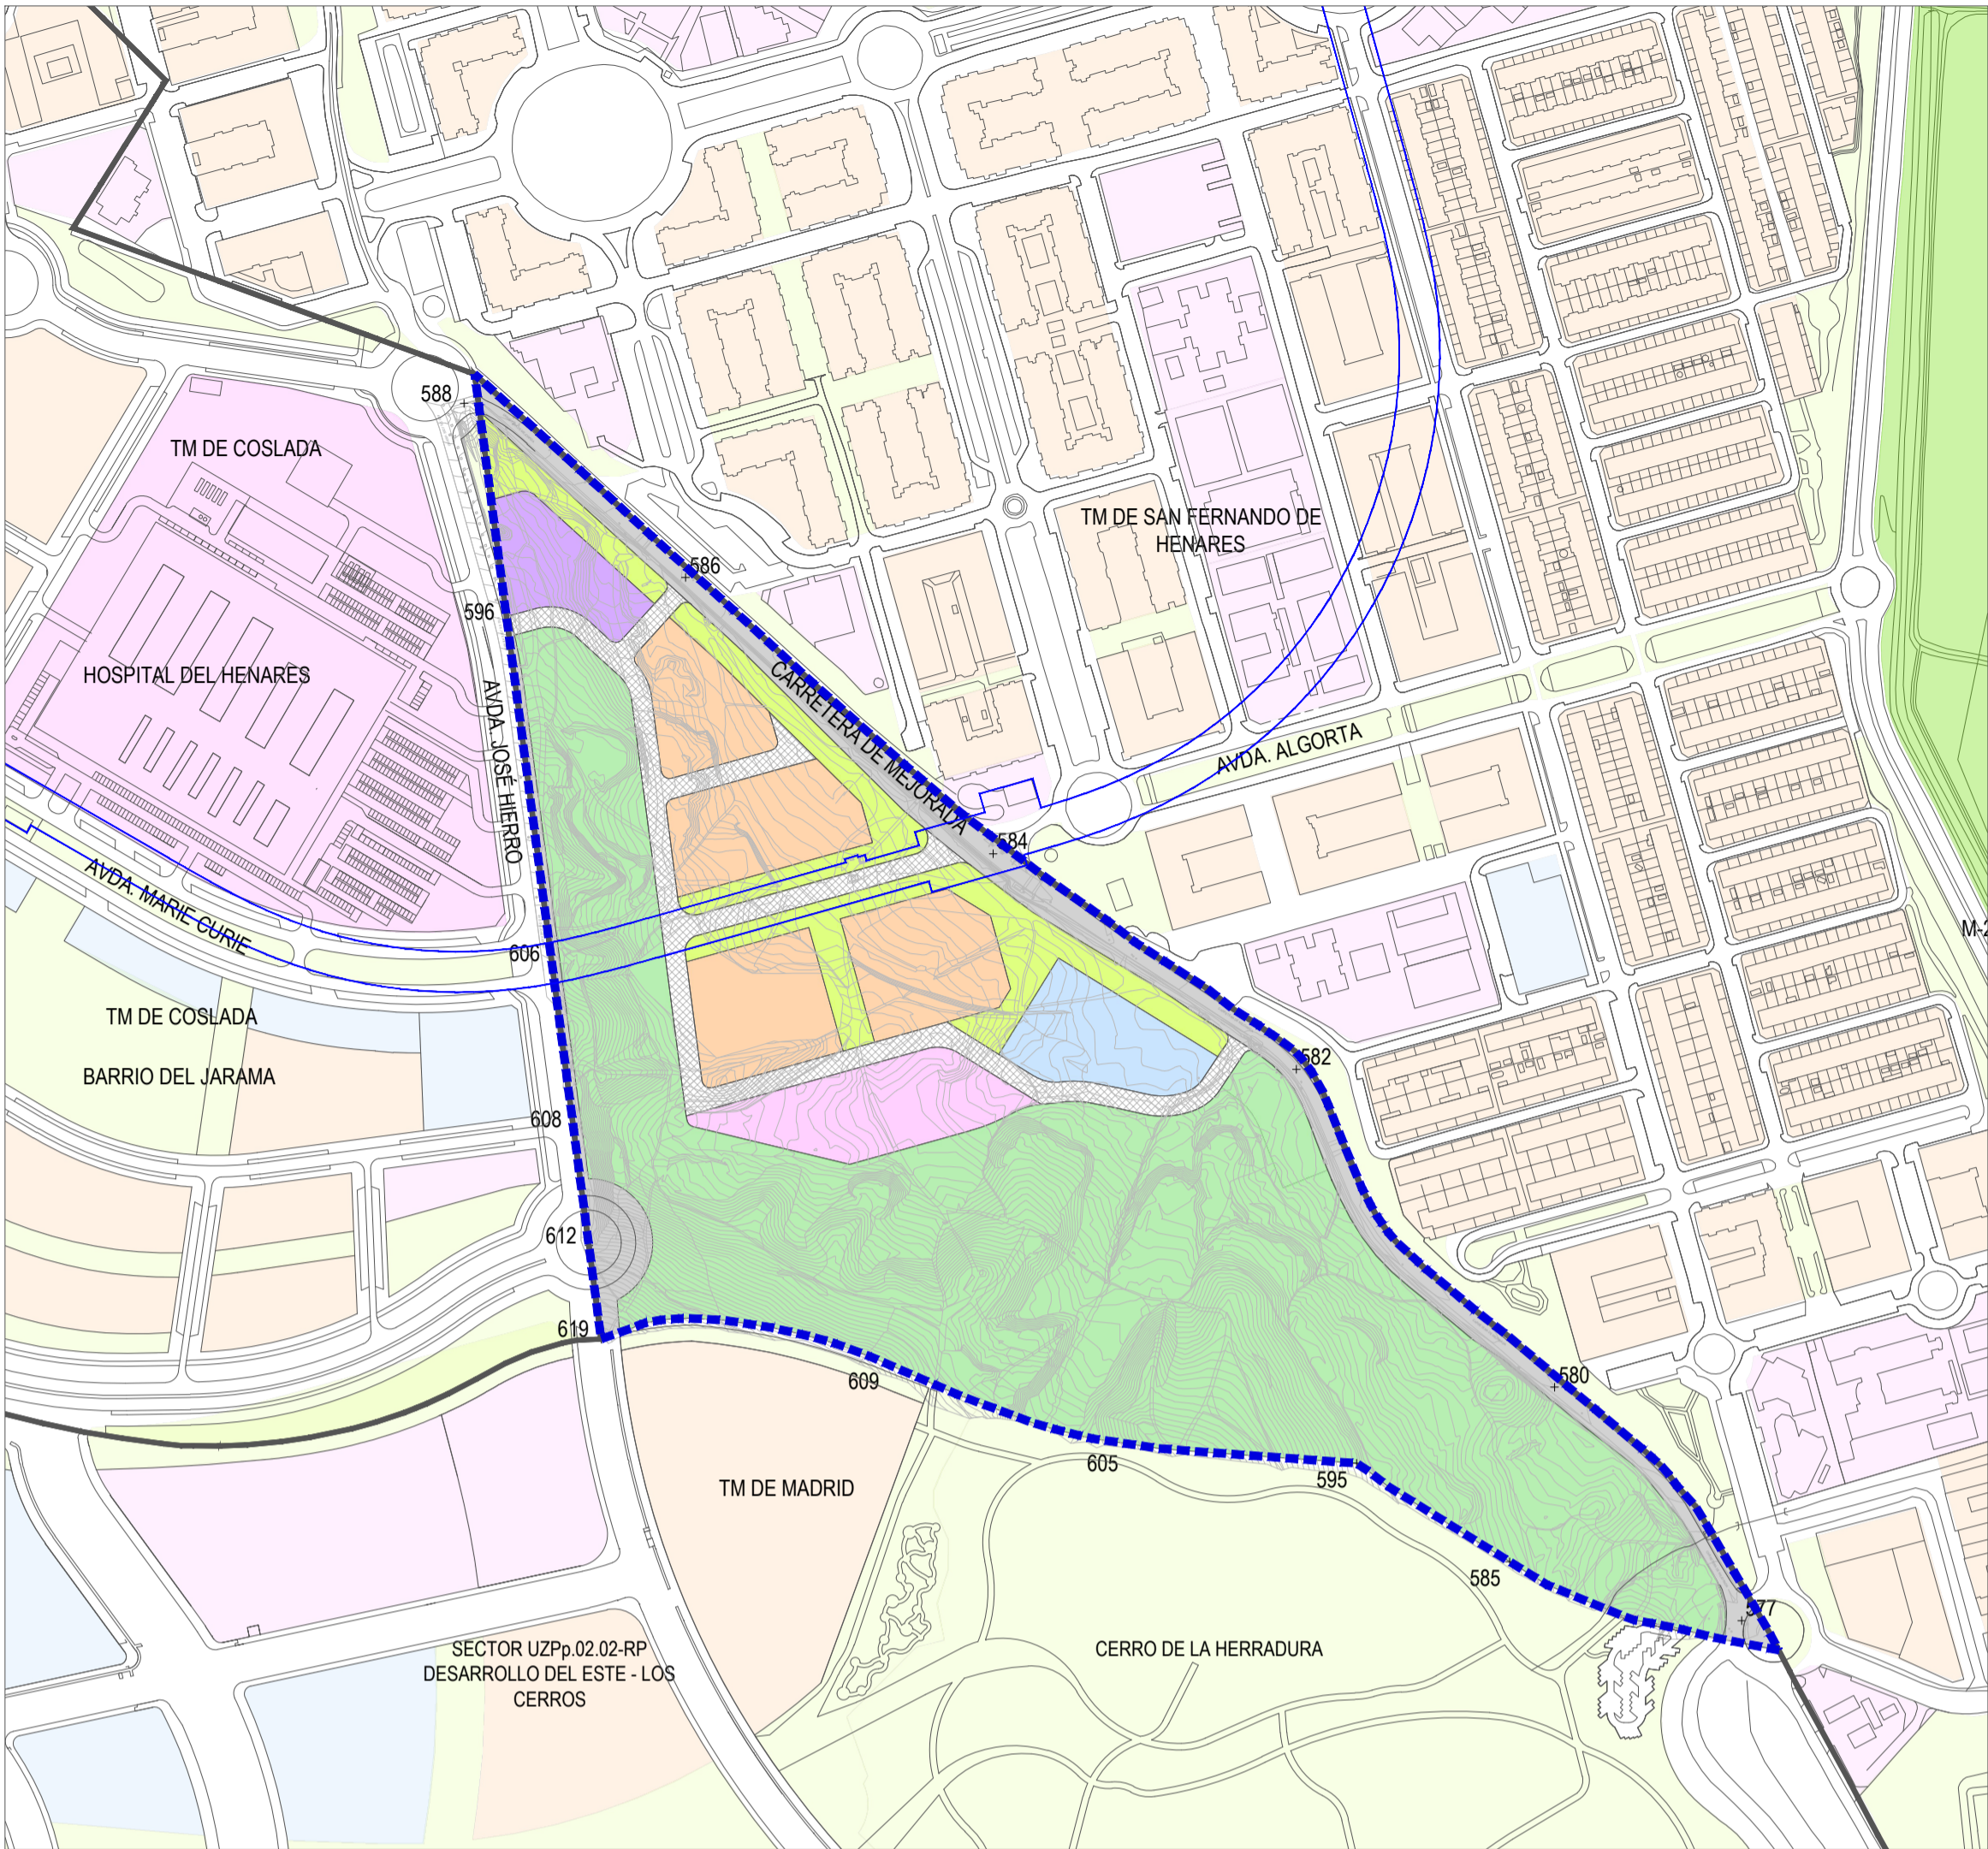 588
TM DE COSLADA
TM DE SAN FERNANDO DE
HENARES
586
596
HOSPITAL DEL HENARES
AVDA. JOSÉ HIERRO
CARRETERA DE MEJORADA
AVDA. ALGORTA
584
AVDA. MARIE CURIE
606
M-2
TM DE COSLADA
582
BARRIO DEL JARAMA
608
612
619
609
580
605
595
TM DE MADRID
585
577
SECTOR UZPp.02.02-RP
DESARROLLO DEL ESTE - LOS
CERROS
CERRO DE LA HERRADURA